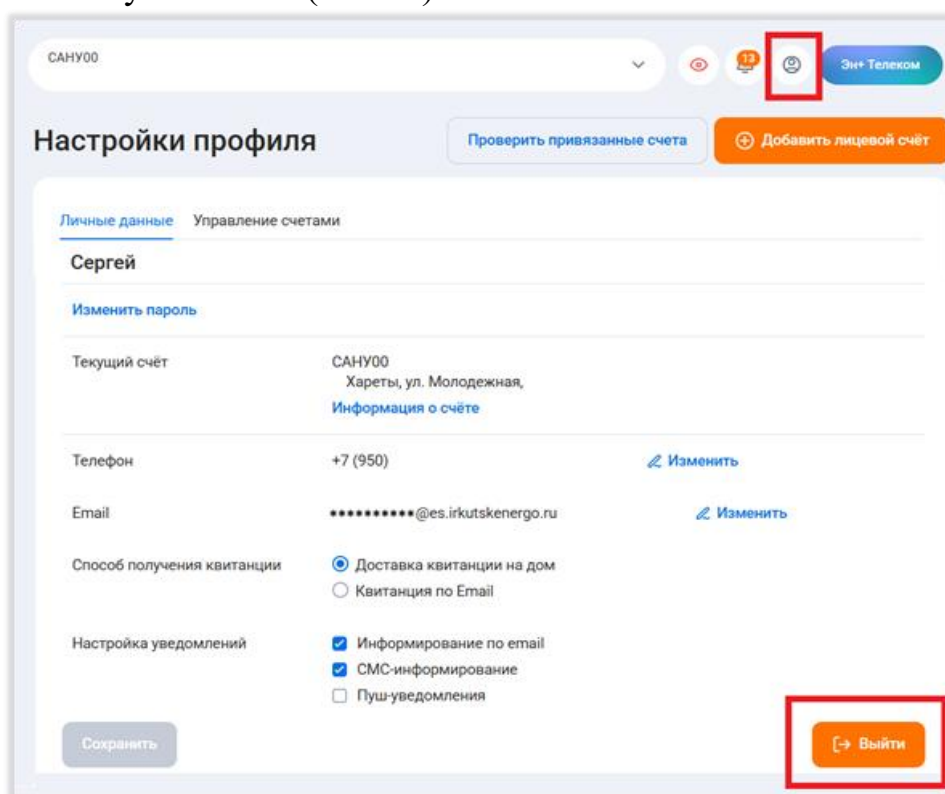 САНУ00
13
Эн+ Телеком
Настройки профиля
Проверить привязанные счета
Добавить лицевой счёт
Личные данные Управление счетами
Сергей
Изменить пароль
Текущий счёт
САНУ00
Хареты, ул. Молодежная,
Информация о счёте
Телефон +7 (950) Изменить
Email ••••••••••@es.irkutskenergo.ru Изменить
Способ получения квитанции
Доставка квитанции на дом
Квитанция по Email
Настройка уведомлений
Информирование по email
СМС-информирование
Пуш-уведомления
Сохранить
Выйти